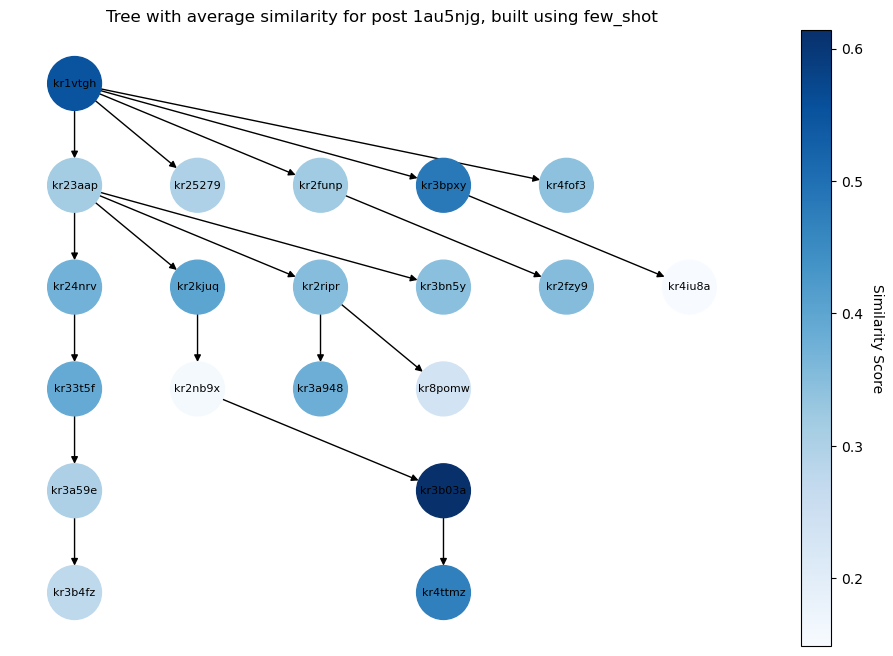 Tree with average similarity for post 1au5njg, built using few_shot
kr1vtgh
kr23aap
kr25279
kr2funp
kr3bpxy
kr4fof3
kr24nrv
kr2kjuq
kr2ripr
kr3bn5y
kr2fzy9
kr4iu8a
kr33t5f
kr2nb9x
kr3a948
kr8pomw
kr3a59e
kr3b03a
kr3b4fz
kr4ttmz
0.6
0.5
0.4
0.3
0.2
Similarity Score